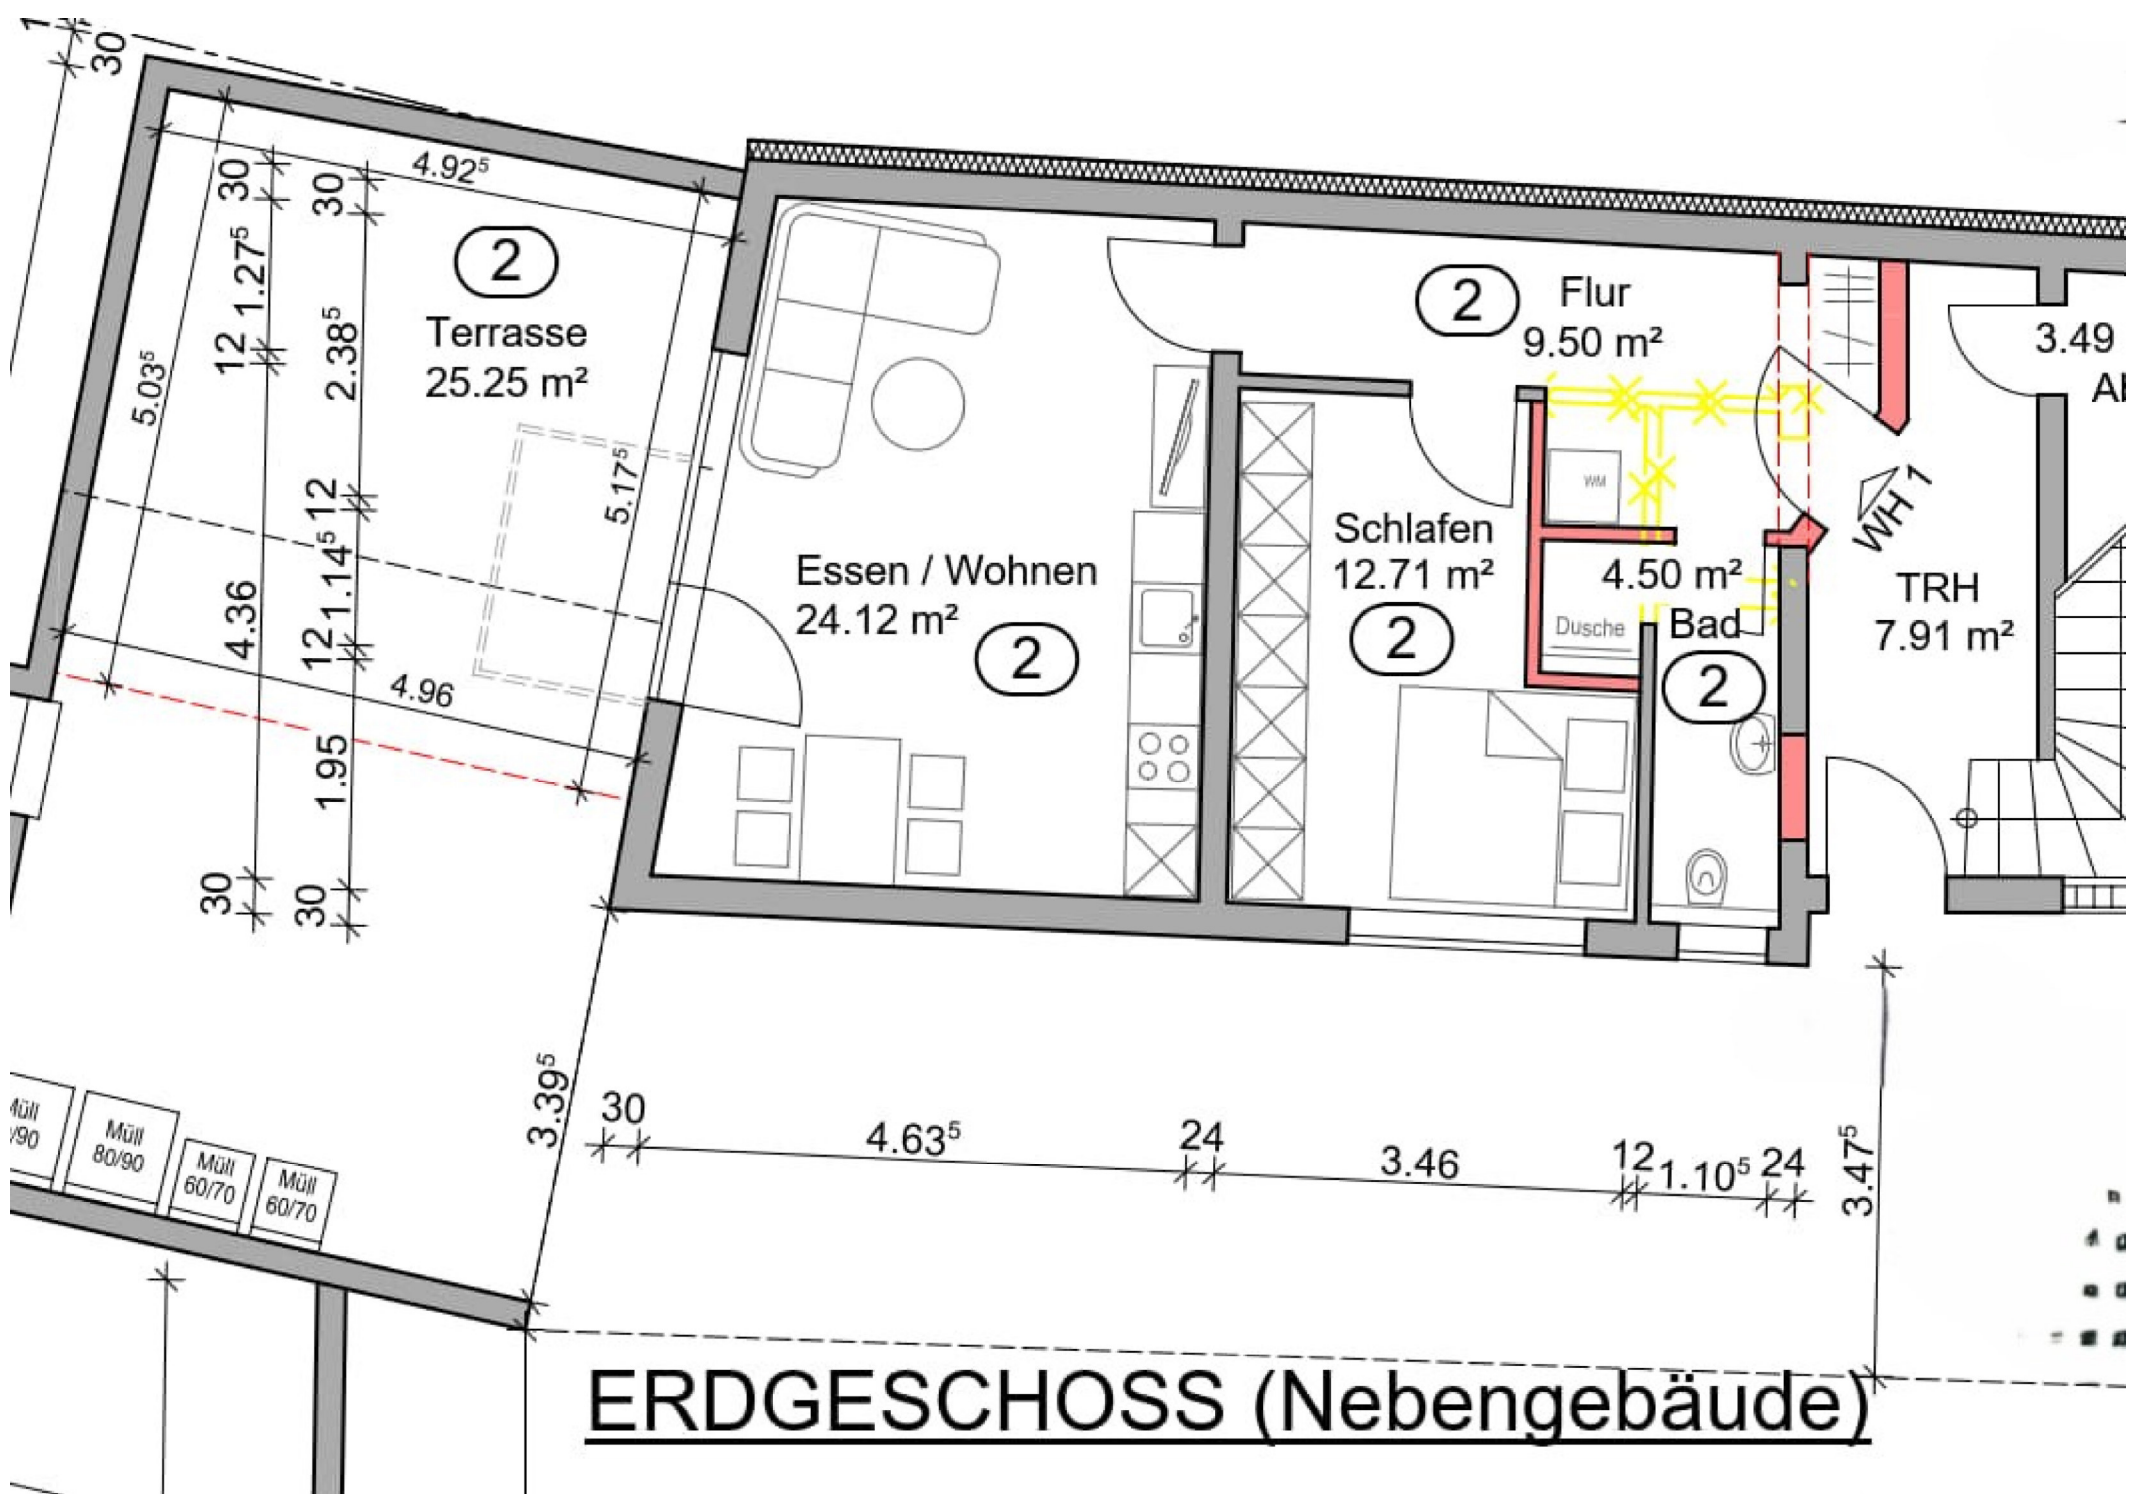 30
4.92⁵
30
30
1.27⁵
12
2.38⁵
5.03⁵
2
Terrasse
25.25 m²
5.17⁵
12
1.14⁵
12
4.36
4.96
1.95
30
30
Essen / Wohnen
24.12 m²
2
2
Flur
9.50 m²
WM
Schlafen
12.71 m²
2
4.50 m²
Dusche
Bad
2
WH 1
TRH
7.91 m²
3.49
3.39⁵
30
4.63⁵
24
3.46
12
1.10⁵
24
3.47⁵
Müll
80/90
Müll
60/70
Müll
60/70
ERDGESCHOSS (Nebengebäude)